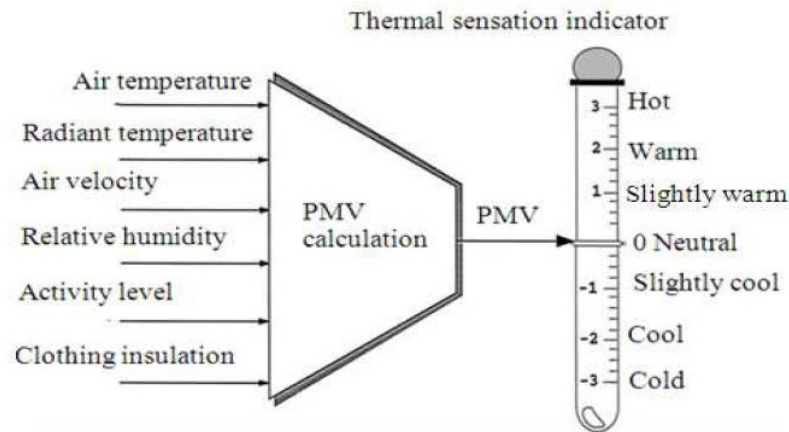 Thermal sensation indicator
Air temperature
Radiant temperature
Air velocity
Relative humidity
Activity level
Clothing insulation
PMV
calculation
PMV
3 Hot
2 Warm
1 Slightly warm
0 Neutral
-1 Slightly cool
-2 Cool
-3 Cold